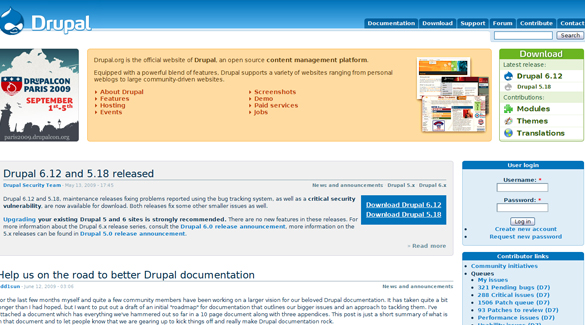 Drupal
Documentation Download Support Forum Contribute Contact
Search
DRUPALCON
PARIS 2009
SEPTEMBER
1st-5th
paris2009.drupalcon.org
Drupal.org is the official website of Drupal, an open source content management platform.
Equipped with a powerful blend of features, Drupal supports a variety of websites ranging from personal
weblogs to large community-driven websites.
About Drupal
Features
Hosting
Events
Screenshots
Demo
Paid services
Jobs
Download
Latest release:
Drupal 6.12
Drupal 5.18
Contributions:
Modules
Themes
Translations
Drupal 6.12 and 5.18 released
Drupal Security Team - May 13, 2009 - 17:45
News and announcements Drupal 5.x Drupal 6.x
Drupal 6.12 and 5.18, maintenance releases fixing problems reported using the bug tracking system, as well as a critical security
vulnerability, are now available for download. Both releases fix some other smaller issues as well.
Download Drupal 6.12
Download Drupal 5.18
Upgrading your existing Drupal 5 and 6 sites is strongly recommended. There are no new features in these releases. For
more information about the Drupal 6.x release series, consult the Drupal 6.0 release announcement, more information on the
5.x releases can be found in Drupal 5.0 release announcement.
» Read more
Help us on the road to better Drupal documentation
- June 12, 2009 - 03:06
News and announcements
or the last few months myself and quite a few community members have been working on a larger vision for our beloved Drupal documentation. It has taken quite a bit
onger than I had hoped, but I want to put out a draft of an initial "roadmap" for documentation that outlines our bigger issues and an approach to tackling them. I've
ttached a document which has everything we've hammered out so far in a 10 page document along with three appendices. This post is just a short summary of what is
n that document and to let people know that we are gearing up to kick things off and really make Drupal documentation rock.
User login
Username: *
Password: *
Log in
Create new account
Request new password
Contributor links
Community initiatives
Queues
My issues
321 Pending bugs (D7)
288 Critical issues (D7)
1506 Patch queue (D7)
93 Patches to review (D7)
Performance issues (D7)